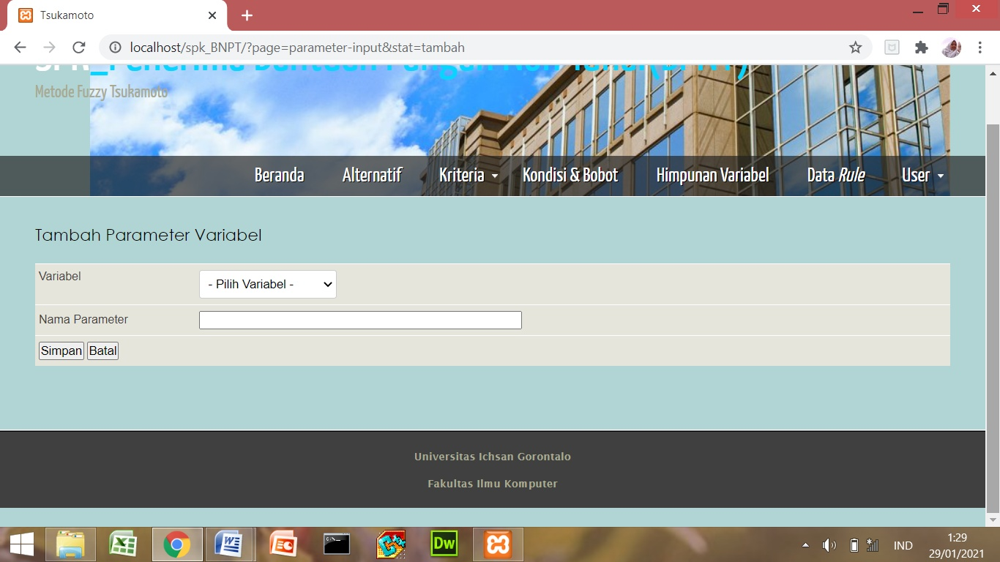 Tsukamoto
localhost/spk_BNPT/?page=parameter-input&stat=tambah
Metode Fuzzy Tsukamoto
Beranda Alternatif Kriteria Kondisi & Bobot Himpunan Variabel Data Rule User
Tambah Parameter Variabel
Variabel - Pilih Variabel -
Nama Parameter
Simpan Batal
Universitas Ichsan Gorontalo
Fakultas Ilmu Komputer
Dw IND 1:29
29/01/2021